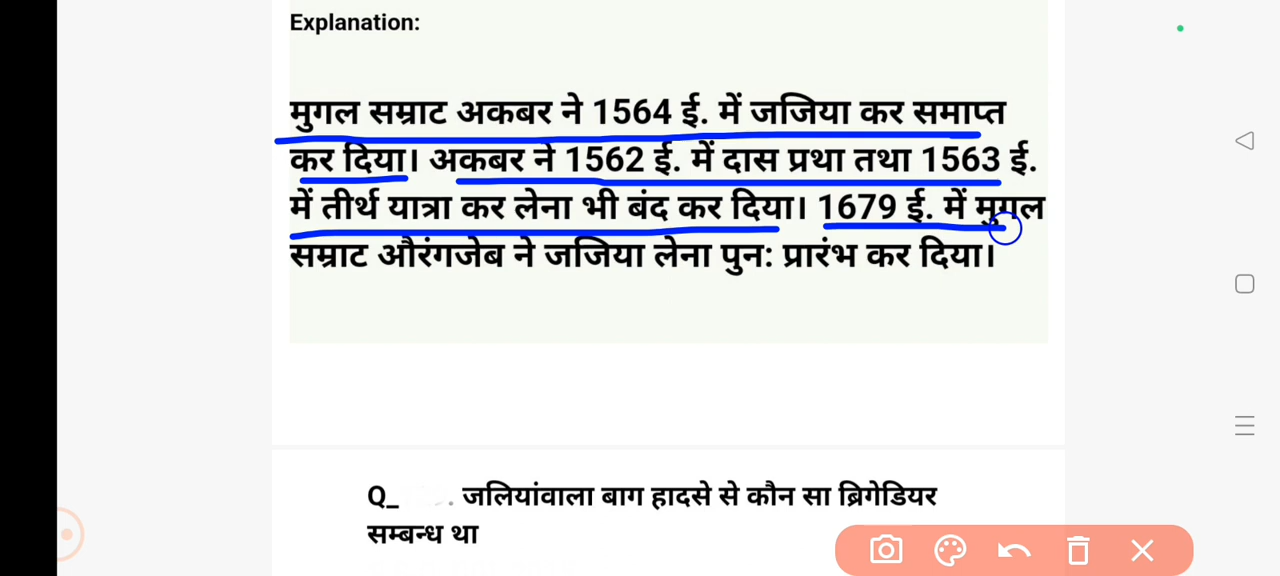 Explanation:
मुगल सम्राट अकबर ने 1564 ई. में जजिया कर समाप्त
कर दिया। अकबर ने 1562 ई. में दास प्रथा तथा 1563 ई.
में तीर्थ यात्रा कर लेना भी बंद कर दिया। 1679 ई. में मुगल
सम्राट औरंगजेब ने जजिया लेना पुन: प्रारंभ कर दिया।
Q_ . जलियांवाला बाग हादसे से कौन सा ब्रिगेडियर
सम्बन्ध था